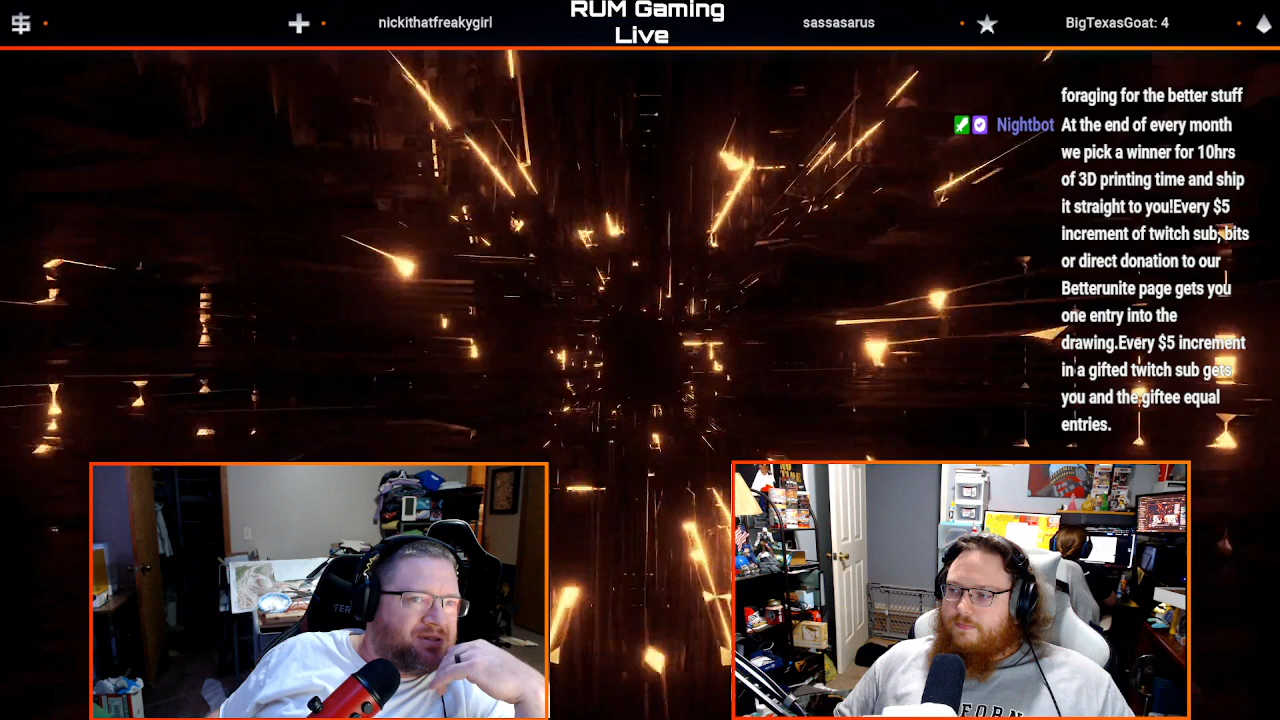 nickithatfreakygirl
RUM Gaming
Live
sassasarus
BigTexasGoat: 4
foraging for the better stuff
Nightbot At the end of every month
we pick a winner for 10hrs
of 3D printing time and ship
it straight to you!Every $5
increment of twitch sub, bits
or direct donation to our
Betterunite page gets you
one entry into the
drawing.Every $5 increment
in a gifted twitch sub gets
you and the giftee equal
entries.